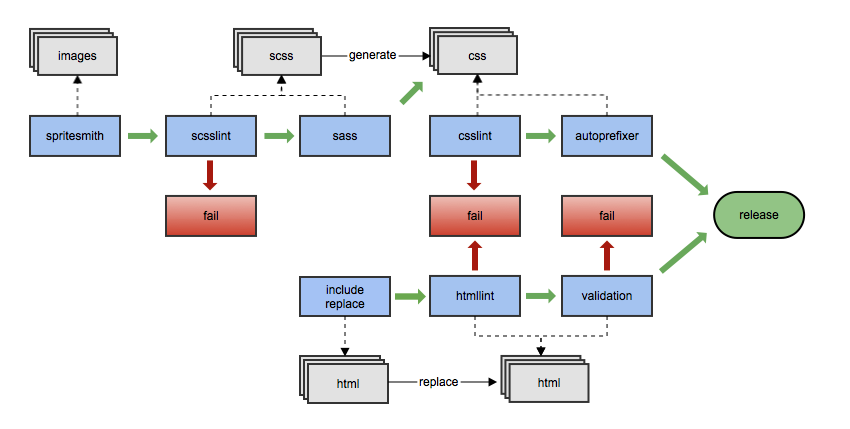 images
scss
generate
css
spritesmith
scsslint
sass
csslint
autoprefixer
fail
fail
fail
release
include
replace
htmllint
validation
html
replace
html